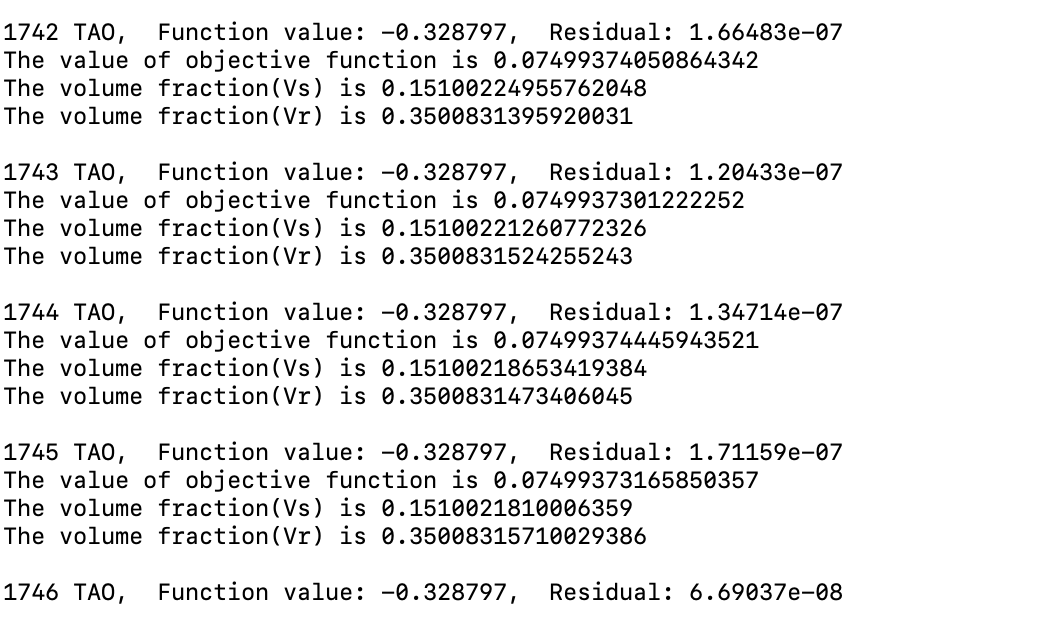 1742 TAO,  Function value: -0.328797,  Residual: 1.66483e-07
The value of objective function is 0.07499374050864342
The volume fraction(Vs) is 0.15100224955762048
The volume fraction(Vr) is 0.3500831395920031
1743 TAO,  Function value: -0.328797,  Residual: 1.20433e-07
The value of objective function is 0.0749937301222252
The volume fraction(Vs) is 0.15100221260772326
The volume fraction(Vr) is 0.3500831524255243
1744 TAO,  Function value: -0.328797,  Residual: 1.34714e-07
The value of objective function is 0.07499374445943521
The volume fraction(Vs) is 0.15100218653419384
The volume fraction(Vr) is 0.3500831473406045
1745 TAO,  Function value: -0.328797,  Residual: 1.71159e-07
The value of objective function is 0.07499373165850357
The volume fraction(Vs) is 0.1510021810006359
The volume fraction(Vr) is 0.35008315710029386
1746 TAO,  Function value: -0.328797,  Residual: 6.69037e-08